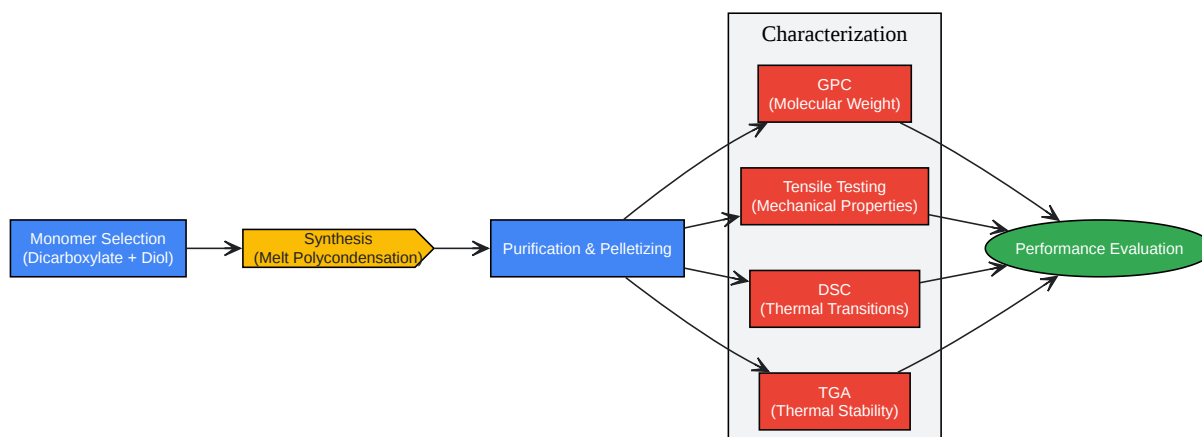 Monomer Selection
(Dicarboxylate + Diol)
Synthesis
(Melt Polycondensation)
Purification & Pelletizing
Characterization
GPC
(Molecular Weight)
Tensile Testing
(Mechanical Properties)
DSC
(Thermal Transitions)
TGA
(Thermal Stability)
Performance Evaluation